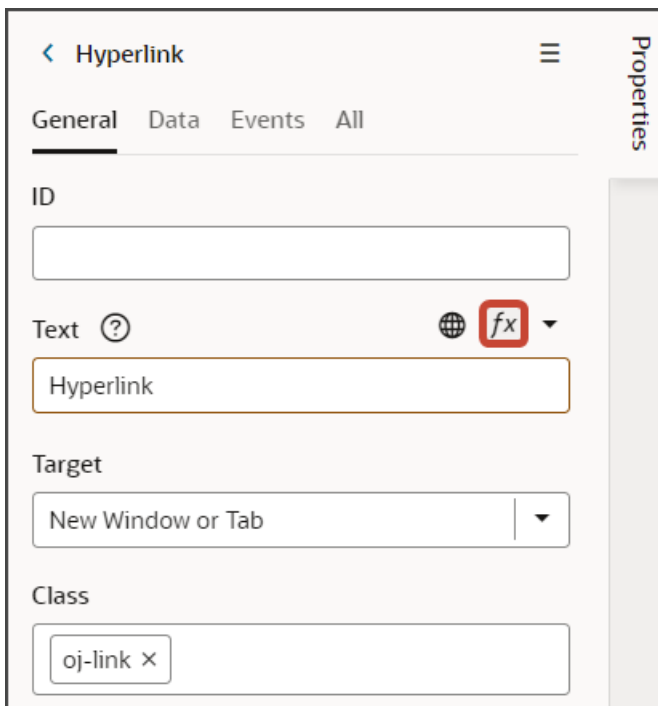 Hyperlink
Properties
General Data Events All
ID
Text ?
fx
Hyperlink
Target
New Window or Tab
Class
oj-link ×